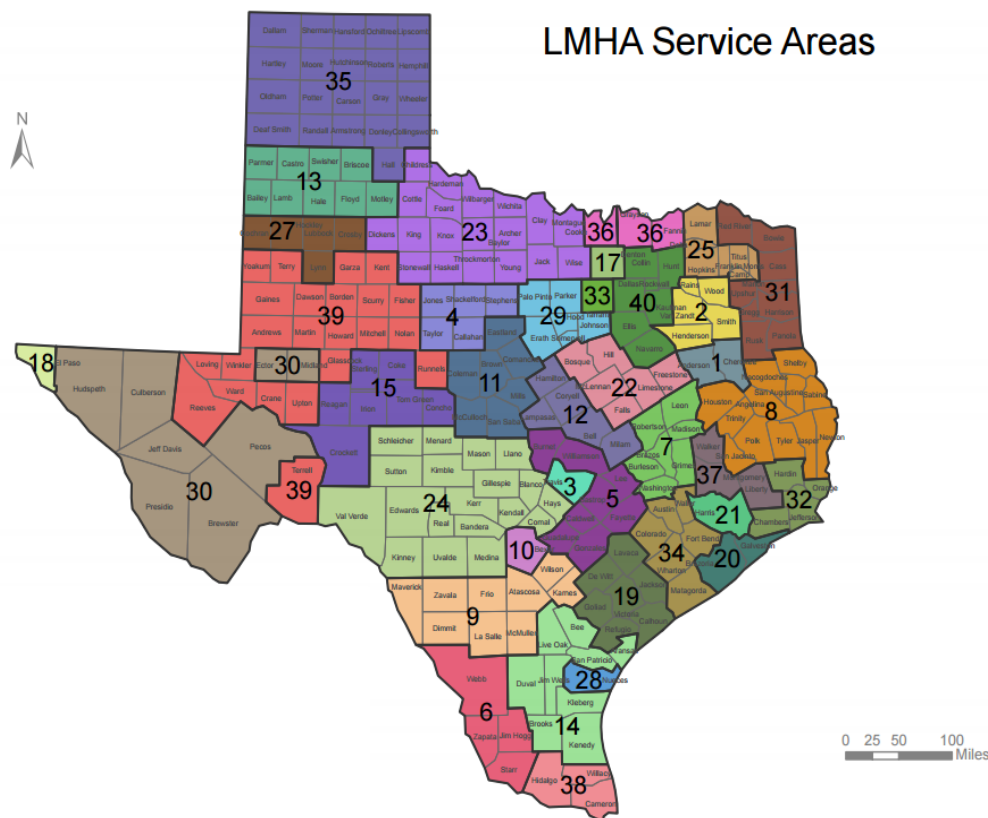 LMHA Service Areas
N
Dallam Sherman Hansford Ochiltree Lipscomb
Hartley Moore Hutchinson Roberts Hemphill
35
Oldham Potter Carson Gray Wheeler
Deaf Smith Randall Armstrong Donley Collingsworth
Parmer Castro Swisher Briscoe Hall Childress
13
Bailey Lamb Hale Floyd Motley Cottle Hardeman Foard Wilbarger Wichita
27 Hockley Lubbock Crosby Dickens King Knox 23 Archer Baylor Clay Montague Cooke 36 Grayson 36 Lamar Red River Bowie
25
Yoakum Terry Lynn Garza Kent Stonewall Haskell Throckmorton Young Jack Wise 17 Denton Collin Hunt Hopkins Franklin Titus Camp Cass
Gaines Dawson Borden Scurry Fisher Jones Shackelford Stephens Palo Pinto Parker 33 Dallas Rockwall Rains Wood Upshur 31
39 4 29 40 2
Andrews Martin Howard Mitchell Nolan Taylor Callahan Eastland Erath Somervell Hood Johnson Ellis Kaufman Van Zandt Smith Gregg Harrison
Henderson Rusk Panola
18 El Paso Loving Winkler Ector 30 Midland Glasscock Sterling Coke Runnels Coleman Brown Comanche Bosque Hill Navarro Freestone Anderson 1 Shelby
Hudspeth Culberson Reeves Ward Crane Upton Reagan 15 Irion Tom Green Concho 11 Mills Hamilton Coryell McLennan 22 Limestone Leon Houston Nacogdoches San Augustine Sabine
McCulloch San Saba Lampasas 12 Falls Trinity Angelina 8
Jeff Davis Pecos Crockett Schleicher Menard Mason Llano Burnet Bell Milam Robertson Madison 7 Walker Polk Tyler Jasper Newton
Terrell Sutton Kimble Gillespie Blanco Williamson Travis 3 Lee Brazos Burleson Grimes San Jacinto 37 Montgomery Liberty Hardin Orange
39
30 Val Verde Edwards 24 Real Kerr Kendall Hays 5 Washington 32
Presidio Brewster Bandera Comal Caldwell Fayette Austin Harris 21 Chambers Jefferson
Kinney Uvalde Medina 10 Bexar Guadalupe Gonzales Colorado Fort Bend 20 Galveston
34
Maverick Zavala Frio Atascosa Wilson Karnes De Witt Lavaca Jackson Wharton Matagorda
9 19
Dimmit La Salle McMullen Goliad Victoria Calhoun
Live Oak Bee Refugio
Webb Duval Jim Wells San Patricio Aransas
28 Nueces
6 Kleberg
Zapata Jim Hogg Brooks 14 Kenedy
Starr Hidalgo 38 Willacy
Cameron
0 25 50 100
Miles